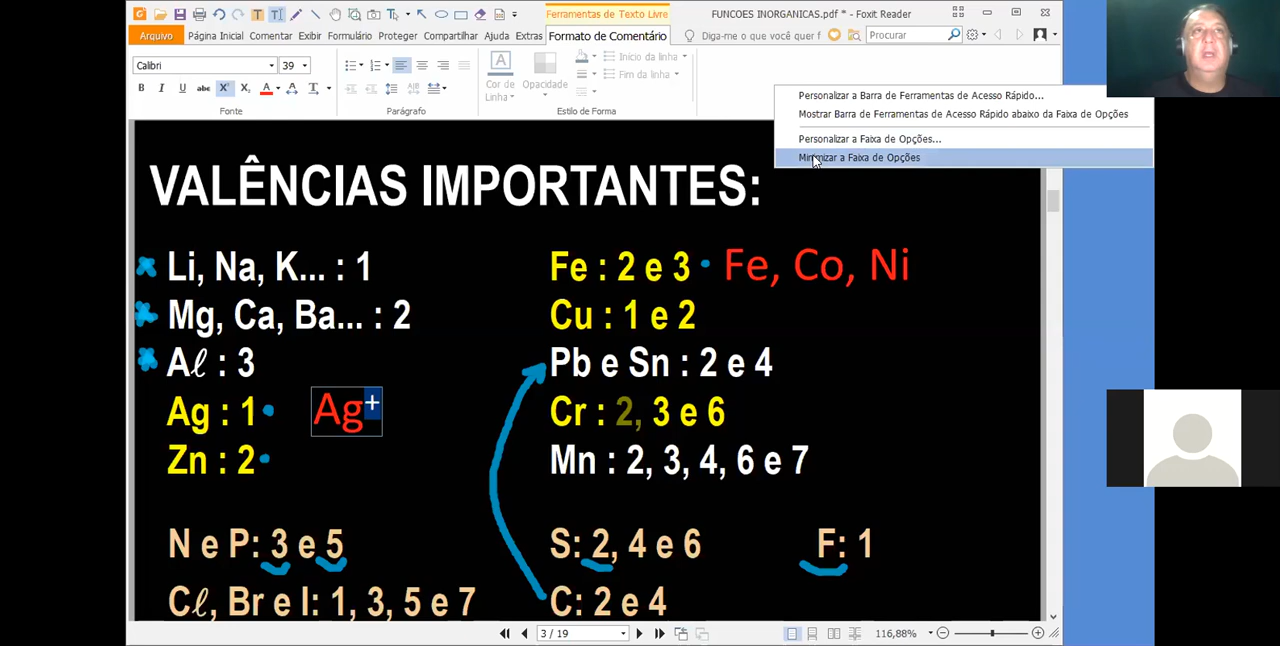 Ferramentas de Texto Livre
FUNCOES INORGANICAS.pdf * - Foxit Reader
Arquivo Página Inicial Comentar Exibir Formulário Proteger Compartilhar Ajuda Extras Formato de Comentário Diga-me o que você quer f Procurar
Calibri 39
Cor de Linha
Opacidade
Início da linha
Fim da linha
Fonte Parágrafo Estilo de Forma
Personalizar a Barra de Ferramentas de Acesso Rápido...
Mostrar Barra de Ferramentas de Acesso Rápido abaixo da Faixa de Opções
Personalizar a Faixa de Opções...
Minimizar a Faixa de Opções
VALÊNCIAS IMPORTANTES:
Li, Na, K... : 1
Mg, Ca, Ba... : 2
Aℓ : 3
Ag : 1 Ag⁺
Zn : 2
Fe : 2 e 3 Fe, Co, Ni
Cu : 1 e 2
Pb e Sn : 2 e 4
Cr : 2, 3 e 6
Mn : 2, 3, 4, 6 e 7
N e P: 3 e 5
Cℓ, Br e I: 1, 3, 5 e 7
S: 2, 4 e 6
C: 2 e 4
F: 1
3 / 19
116,88%